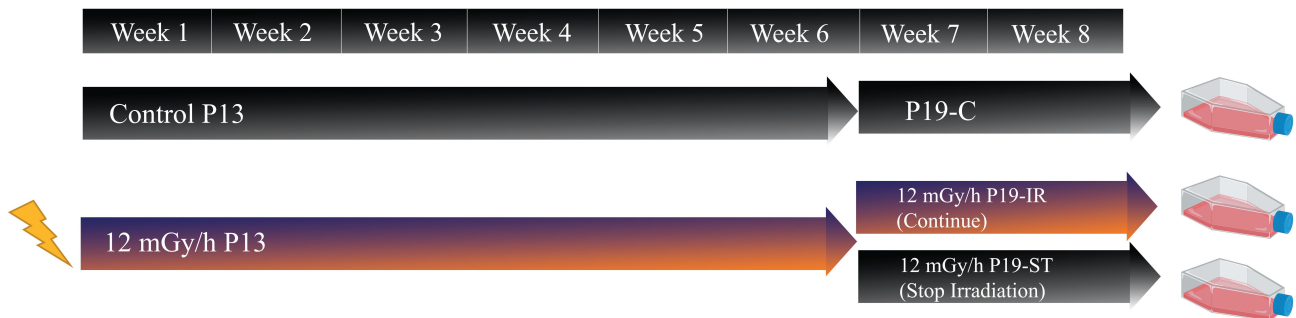 Week 1 Week 2 Week 3 Week 4 Week 5 Week 6 Week 7 Week 8
Control P13
P19-C
12 mGy/h P13
12 mGy/h P19-IR
(Continue)
12 mGy/h P19-ST
(Stop Irradiation)